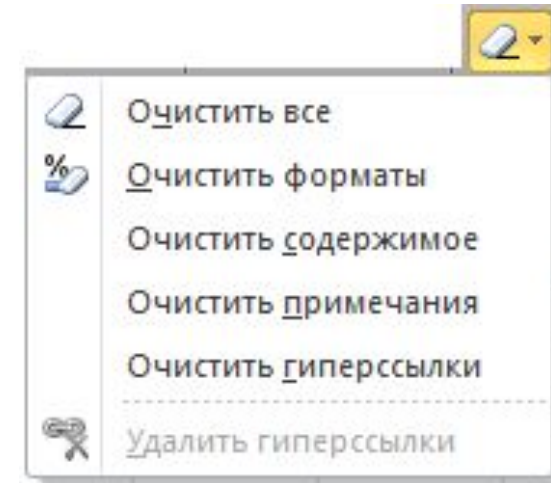 Очистить все
%
Очистить форматы
Очистить содержимое
Очистить примечания
Очистить гиперссылки
Удалить гиперссылки